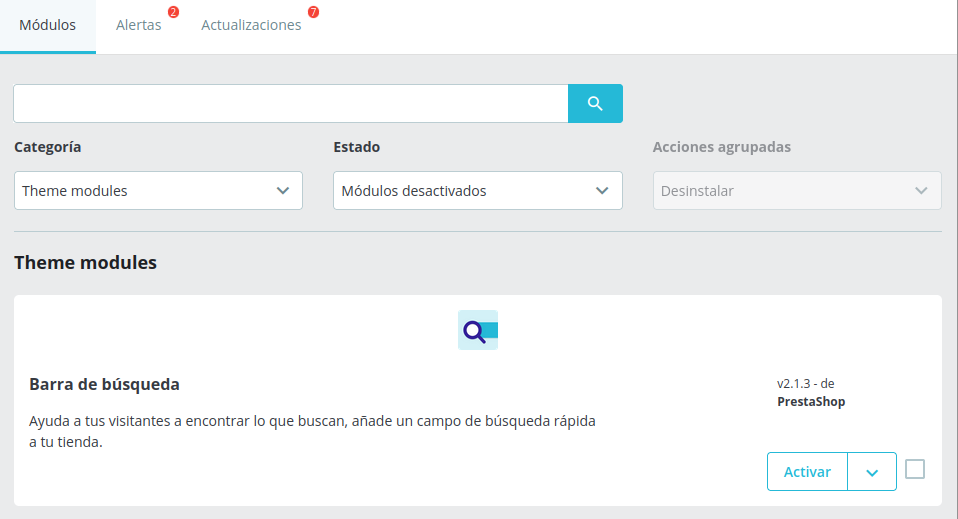 Módulos
Alertas
2
Actualizaciones
7
Categoría
Estado
Acciones agrupadas
Theme modules
Módulos desactivados
Desinstalar
Theme modules
Barra de búsqueda
v2.1.3 - de
PrestaShop
Ayuda a tus visitantes a encontrar lo que buscan, añade un campo de búsqueda rápida
a tu tienda.
Activar